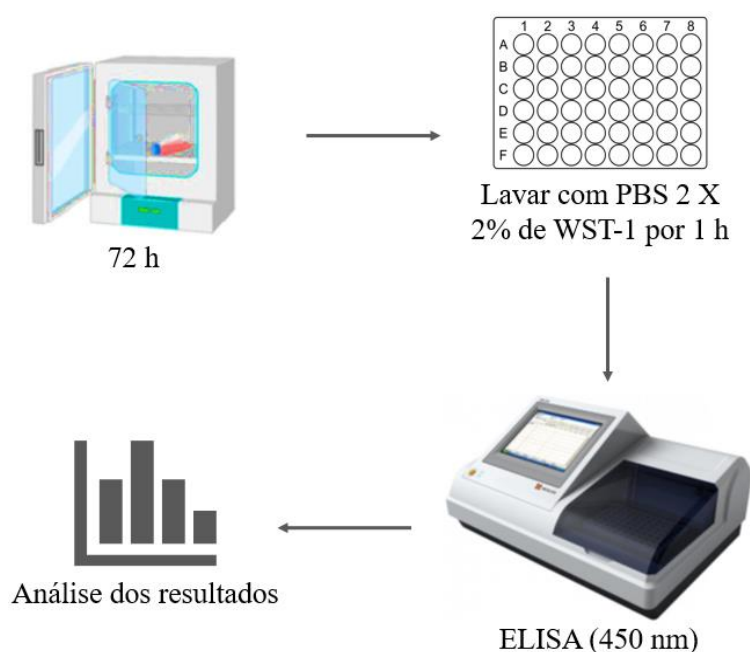 1 2 3 4 5 6 7 8
A
B
C
D
E
F
72 h
Lavar com PBS 2 X
2% de WST-1 por 1 h
Análise dos resultados
ELISA (450 nm)